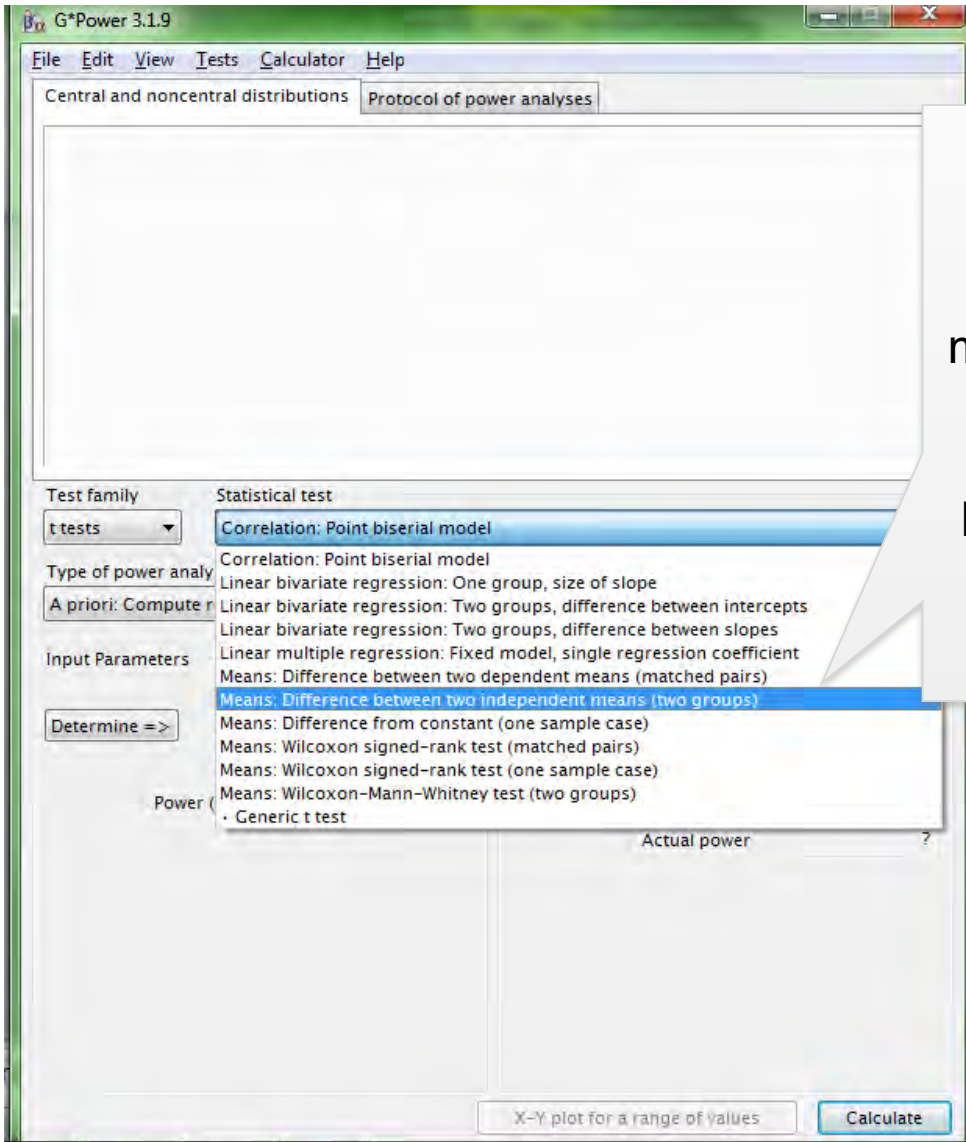 G*Power 3.1.9
File Edit View Tests Calculator Help
Central and noncentral distributions Protocol of power analyses
Test family Statistical test
t tests Correlation: Point biserial model
Correlation: Point biserial model
Type of power analy
Linear bivariate regression: One group, size of slope
A priori: Compute r
Linear bivariate regression: Two groups, difference between intercepts
Linear bivariate regression: Two groups, difference between slopes
Input Parameters
Linear multiple regression: Fixed model, single regression coefficient
Means: Difference between two dependent means (matched pairs)
Means: Difference between two independent means (two groups)
Determine =>
Means: Difference from constant (one sample case)
Means: Wilcoxon signed-rank test (matched pairs)
Means: Wilcoxon signed-rank test (one sample case)
Power (
Means: Wilcoxon-Mann-Whitney test (two groups)
· Generic t test
Actual power ?
X-Y plot for a range of values Calculate